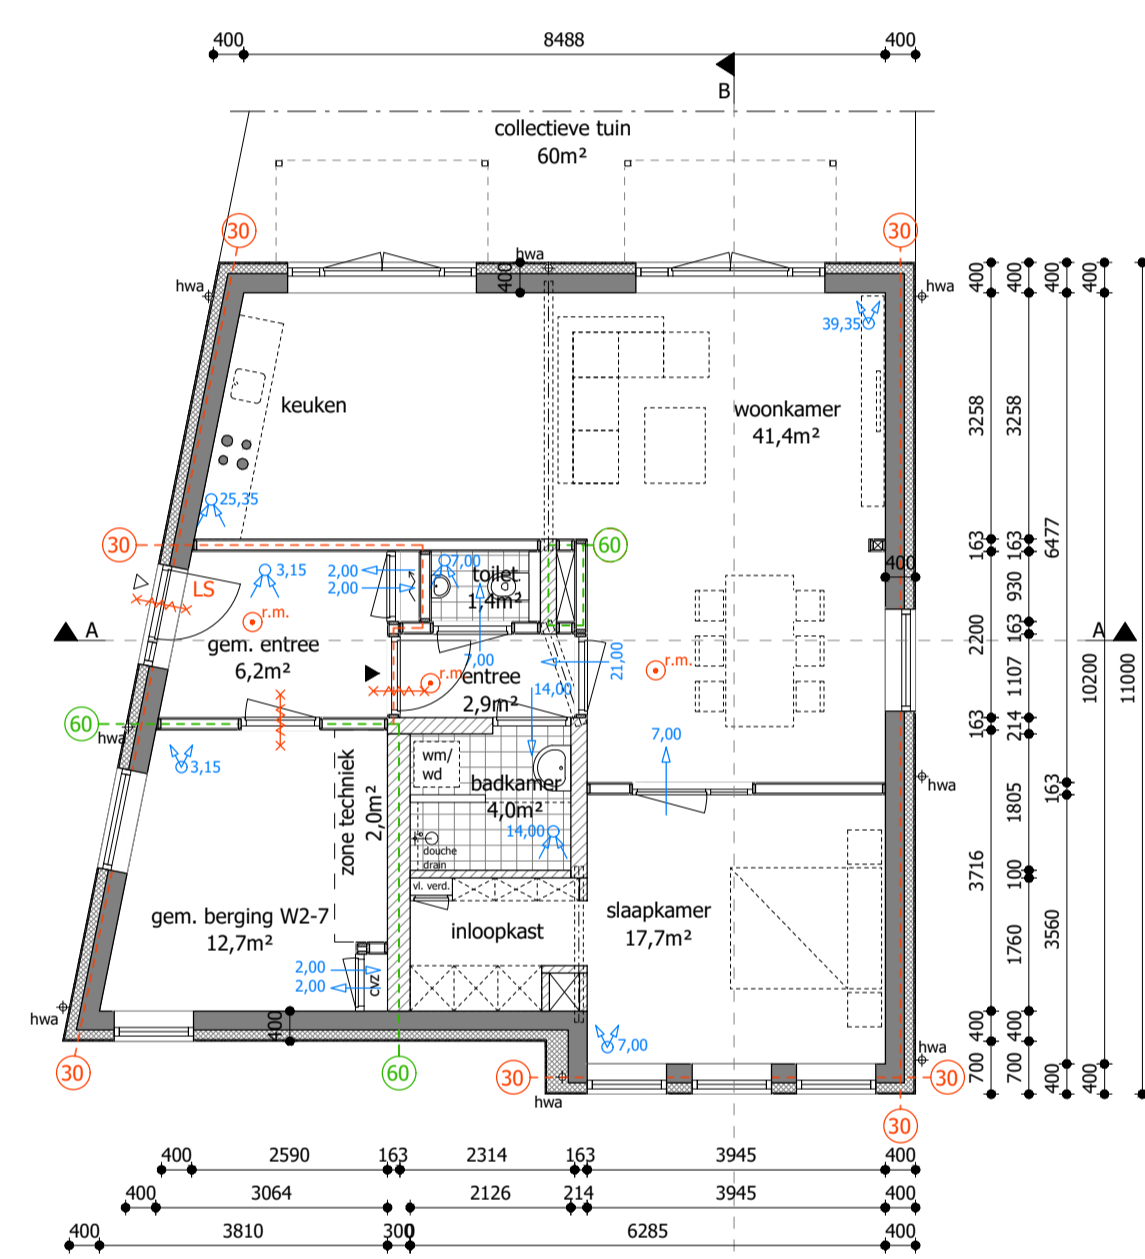 400 8488 400
B
collectieve tuin
60m²
30 30
hwa
hwa 400 hwa
39,35
keuken
woonkamer
41,4m²
25,35
30 60
LS
3,15
r.m.
2,00
2,00
7,00
toilet
1,4m²
400
A A
gem. entree
6,2m²
r.m.
7,00
entree
2,9m²
14,00
21,00
r.m.
60
hwa
3,15
7,00
hwa
zone techniek
2,0m²
wm/
wd
badkamer
4,0m²
14,00
douche
drain
vl. verd.
gem. berging W2-7
12,7m²
inloopkast
slaapkamer
17,7m²
2,00
2,00
cvz
hwa
400
7,00
hwa
30 60 30 30
hwa
30
400 3258 163 2200 163 3716 400 700
400 3258 163 930 163 1107 214 1805 100 1760 400 700
400 6477 163 3560 400
400 10200 400
11000
400 2590 163 2314 163 3945 400
400 3064 2126 214 3945 400
400 3810 300 6285 400